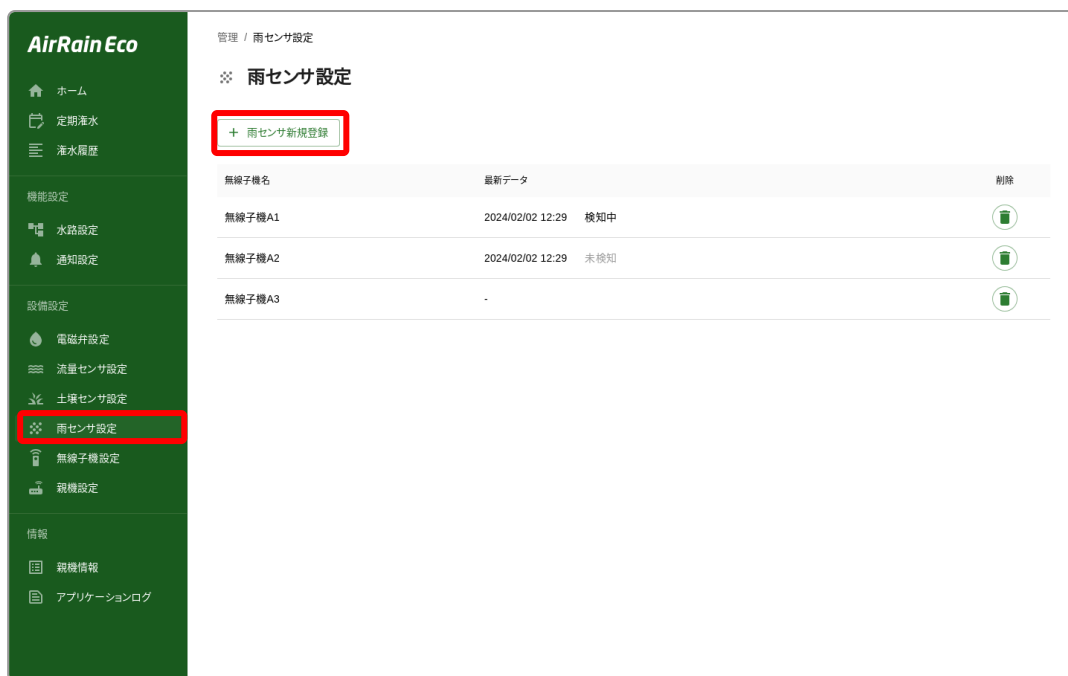 AirRain Eco
ホーム
定期潅水
潅水履歴
機能設定
水路設定
通知設定
設備設定
電磁弁設定
流量センサ設定
土壌センサ設定
雨センサ設定
無線子機設定
親機設定
情報
親機情報
アプリケーションログ
管理 / 雨センサ設定
雨センサ設定
+ 雨センサ新規登録
無線子機名 最新データ 削除
無線子機A1 2024/02/02 12:29 検知中
無線子機A2 2024/02/02 12:29 未検知
無線子機A3 -